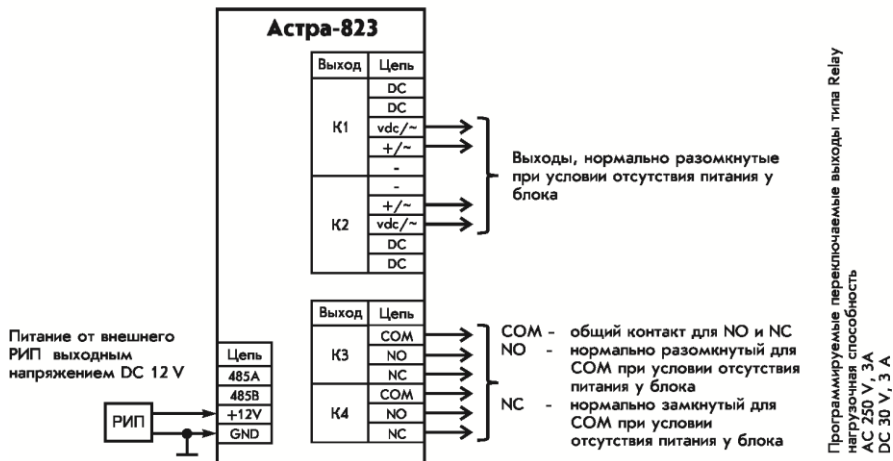 Астра-823
Выход Цепь
К1
DC
DC
vdc/~
+/~
-
К2
-
+/~
vdc/~
DC
DC
Выходы, нормально разомкнутые
при условии отсутствия питания у
блока
Выход Цепь
К3
COM
NO
NC
К4
COM
NO
NC
COM - общий контакт для NO и NC
NO - нормально разомкнутый для
COM при условии отсутствия
питания у блока
NC - нормально замкнутый для
COM при условии
отсутствия питания у блока
Питание от внешнего
РИП выходным
напряжением DC 12 V
РИП
Цепь
485A
485B
+12V
GND
Программируемые переключаемые выходы типа Relay
нагрузочная способность
AC 250 V, 3A
DC 30 V, 3 A